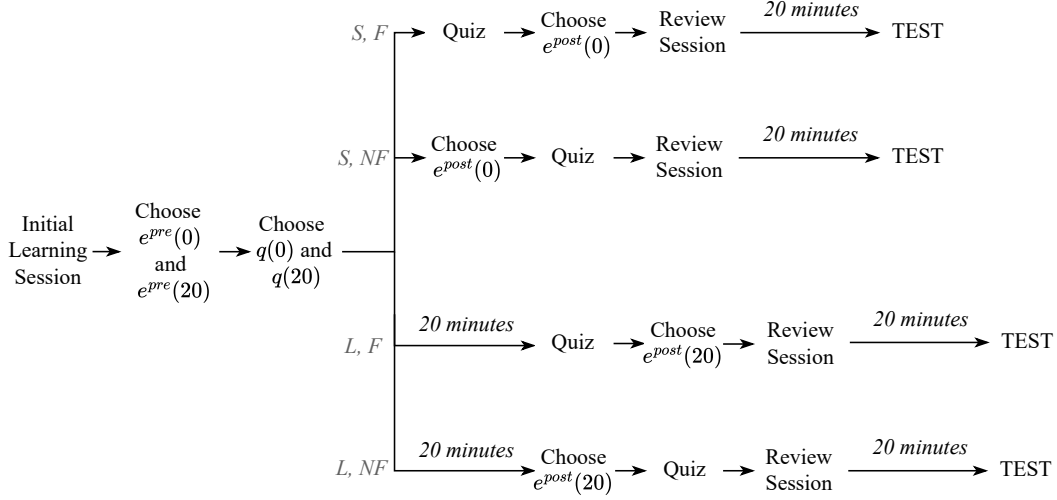 S, F
Quiz
Choose
e^{post}(0)
Review
Session
20 minutes
TEST
S, NF
Choose
e^{post}(0)
Quiz
Review
Session
20 minutes
TEST
Initial
Learning
Session
Choose
e^{pre}(0)
and
e^{pre}(20)
Choose
q(0) and
q(20)
L, F
20 minutes
Quiz
Choose
e^{post}(20)
Review
Session
20 minutes
TEST
L, NF
20 minutes
Choose
e^{post}(20)
Quiz
Review
Session
20 minutes
TEST